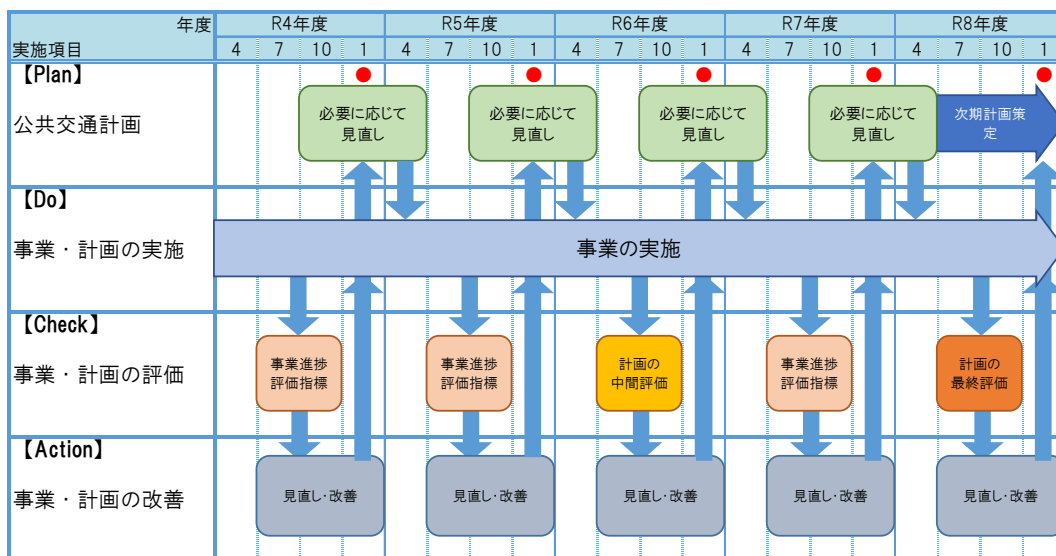 年度
R4年度 R5年度 R6年度 R7年度 R8年度
実施項目
4 7 10 1 4 7 10 1 4 7 10 1 4 7 10 1 4 7 10 1
【Plan】
公共交通計画
必要に応じて
見直し
必要に応じて
見直し
必要に応じて
見直し
必要に応じて
見直し
次期計画策
定
【Do】
事業・計画の実施
事業の実施
【Check】
事業・計画の評価
事業進捗
評価指標
事業進捗
評価指標
計画の
中間評価
事業進捗
評価指標
計画の
最終評価
【Action】
事業・計画の改善
見直し・改善
見直し・改善
見直し・改善
見直し・改善
見直し・改善